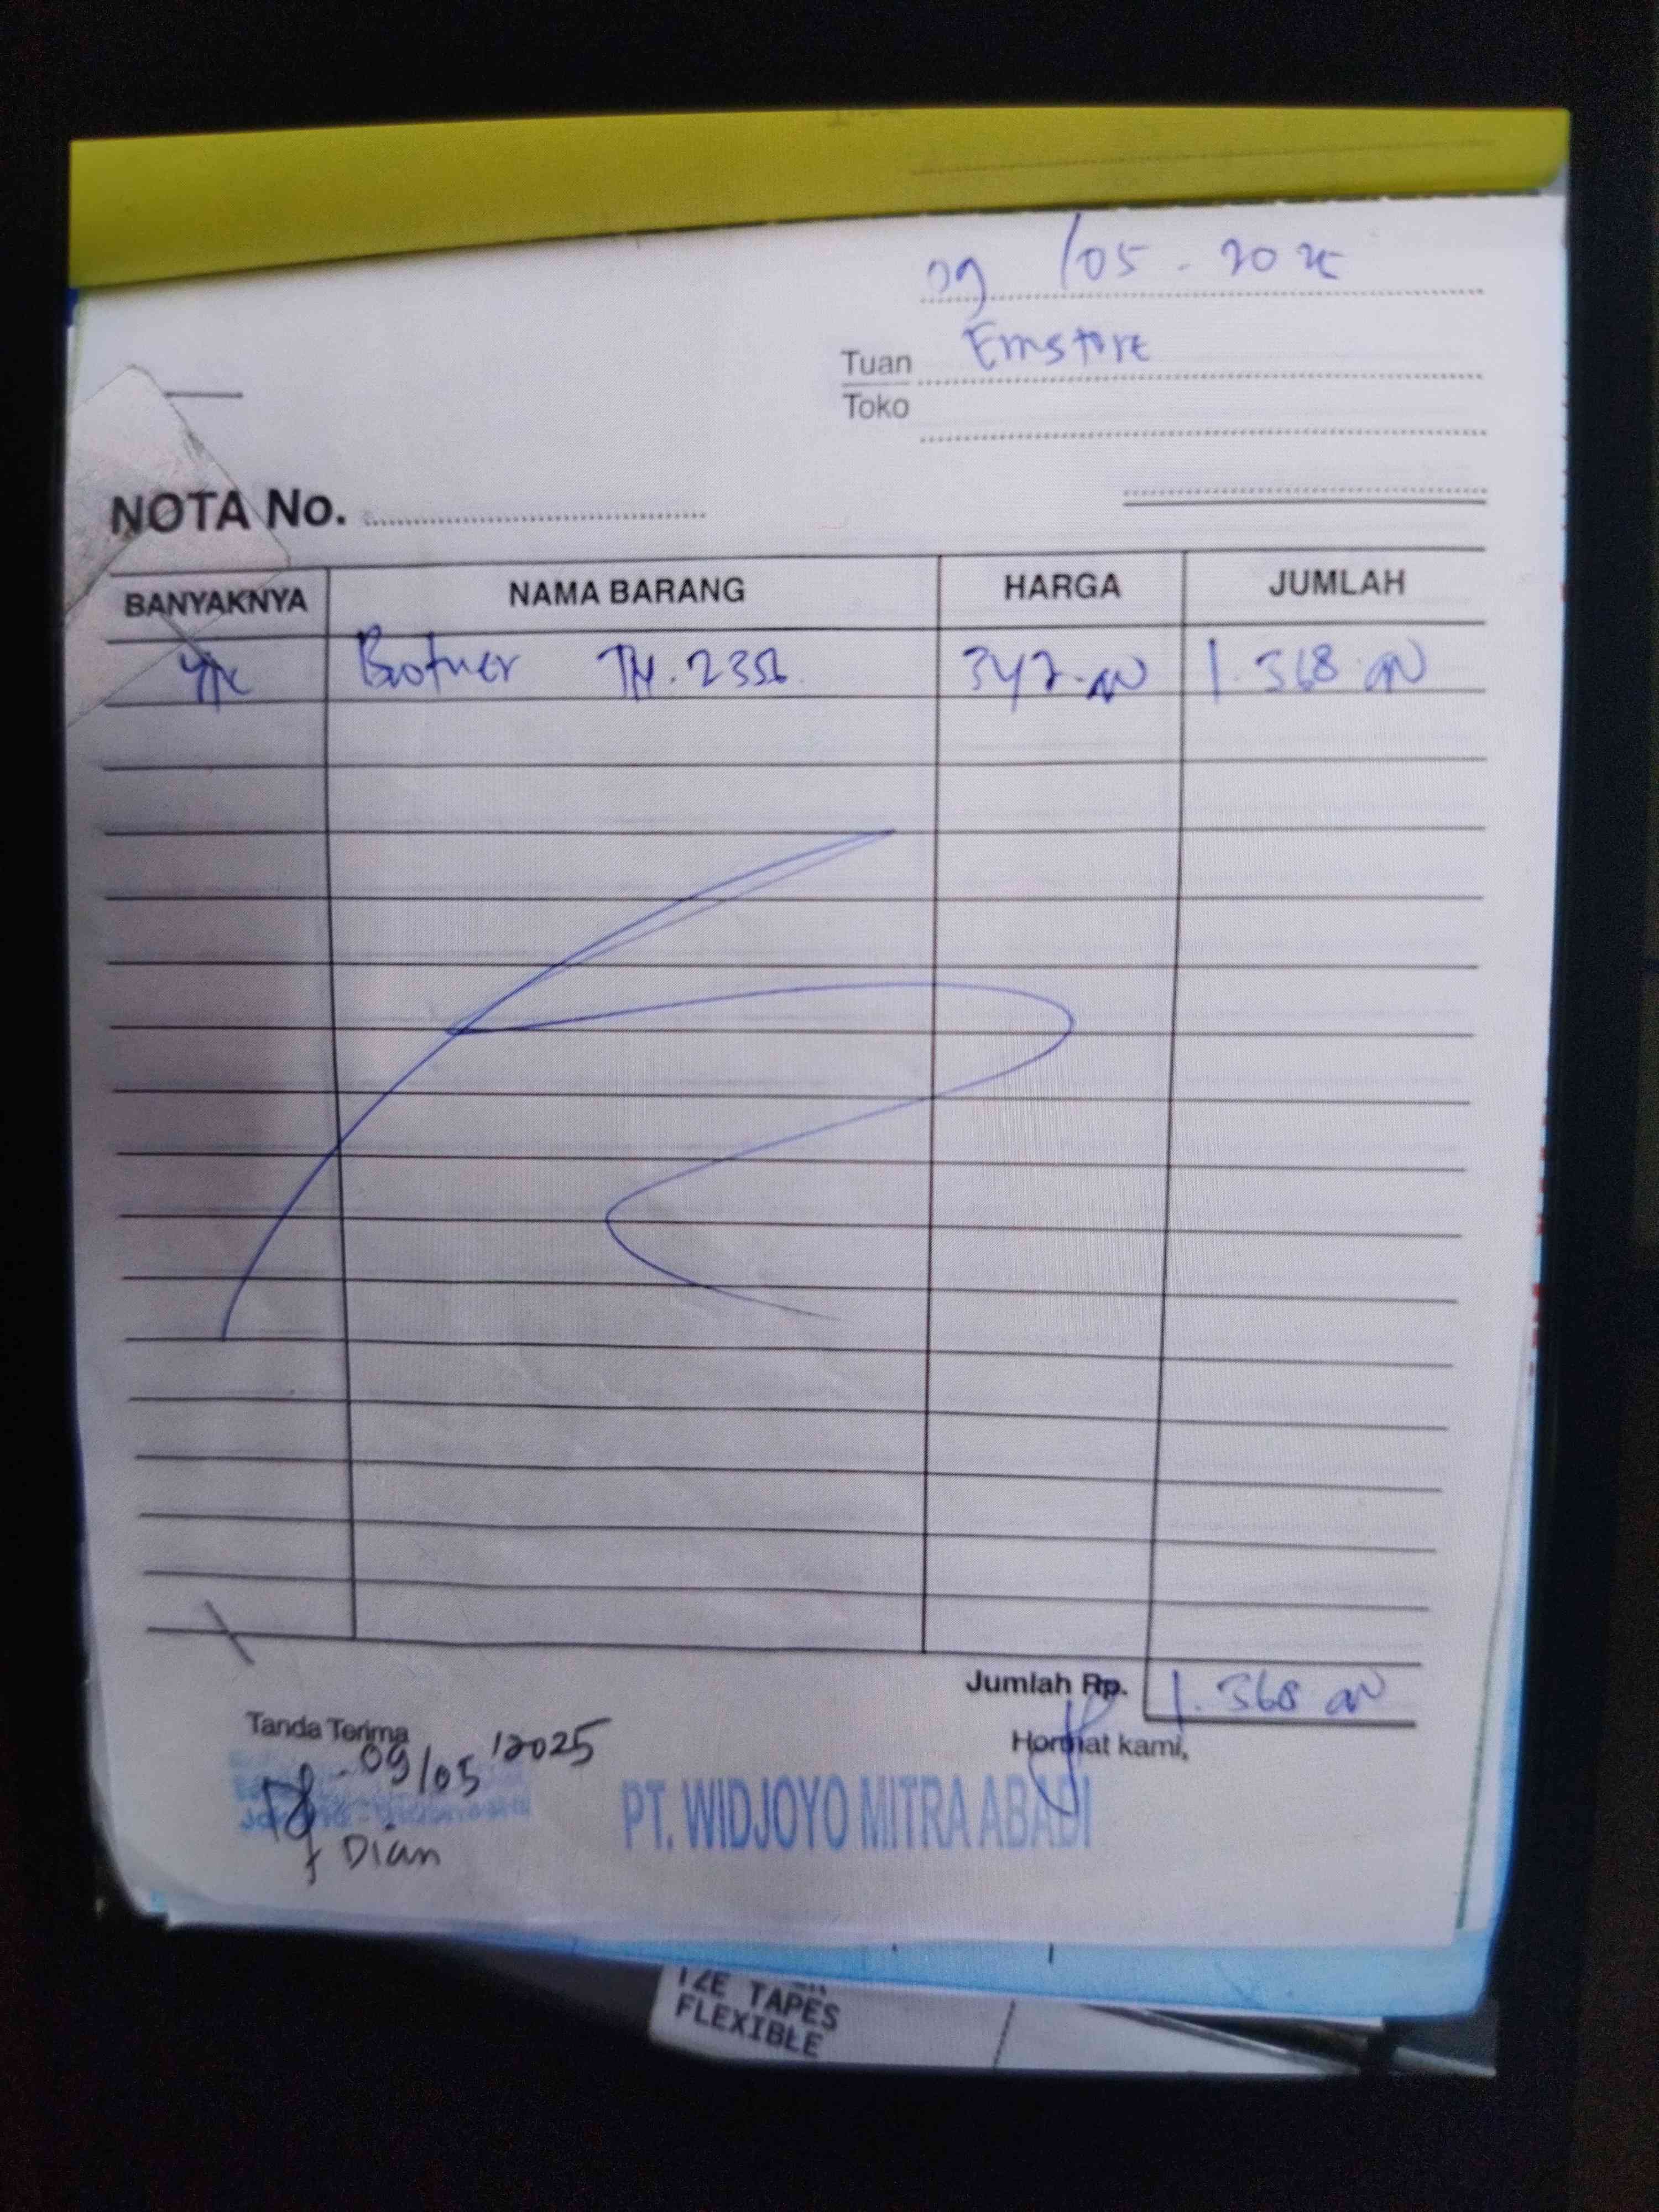 09 /05 - 2025
Tuan Emstore
Toko
NOTA No.
BANYAKNYA NAMA BARANG HARGA JUMLAH
4pc Brother TN.2356 342.000 1.368.000
Jumlah Rp. 1.368.000
Tanda Terima Hormat kami,
09/05/2025
PT. WIDJOYO MITRA ABADI
Dian
TZE TAPES
FLEXIBLE